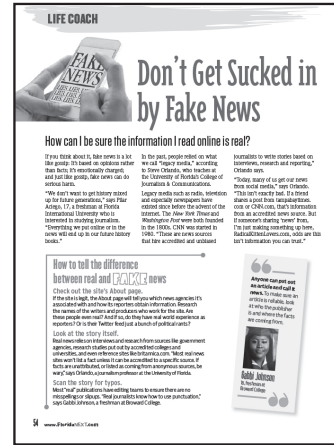 LIFE COACH
FAKE
NEWS
Don't Get Sucked in
by Fake News
How can I be sure the information I read online is real?
If you think about it, fake news is a lot
like gossip: It's based on opinions rather
than facts; it's emotionally charged;
and just like gossip, fake news can do
serious harm.
"We don't want to get history mixed
up for future generations," says Pilar
Aciego, 17, a freshman at Florida
International University who is
interested in studying journalism.
"Everything we put online or in the
news will end up in our future history
books."
In the past, people relied on what
we call "legacy media," according
to Steve Orlando, who teaches at
the University of Florida's College of
Journalism & Communications.
Legacy media such as radio, television
and especially newspapers have
existed since before the advent of the
internet. The New York Times and
Washington Post were both founded
in the 1800s. CNN was started in
1980. "Those are news sources
that hire accredited and unbiased
journalists to write stories based on
interviews, research and reporting,"
Orlando says.
"Today, many of us get our news
from social media," says Orlando.
"This isn't exactly bad. If a friend
shares a post from tampabaytimes.
com or CNN.com, that's information
from an accredited news source. But
if someone's sharing 'news' from,
'I'm just making something up here,
RadicalKittenLovers.com, odds are this
isn't information you can trust."
How to tell the difference
between real and FAKE news
Check out the site's About page.
If the site is legit, the About page will tell you which news agencies it's
associated with and how its reporters obtain information. Research
the names of the writers and producers who work for the site. Are
these people even real? And if so, do they have real world experience as
reporters? Or is their Twitter feed just a bunch of political rants?
Look at the story itself.
Real news relies on interviews and research from sources like government
agencies, research studies put out by accredited colleges and
universities, and even reference sites like britannica.com. "Most real news
sites won't list a fact unless it can be accredited to a specific source. If
facts are unattributed, or listed as coming from anonymous sources, be
wary," says Orlando, a journalism professor at the University of Florida.
Scan the story for typos.
Most "real" publications have editing teams to ensure there are no
misspellings or slipups. "Real journalists know how to use punctuation,"
says Gabbi Johnson, a freshman at Broward College.
Anyone can put out
an article and call it
news. To make sure an
article is reliable, look
at who the publisher
is and where the facts
are coming from.
Gabbi Johnson
freshman at
Broward College
54 www.FloridaNEXT.com